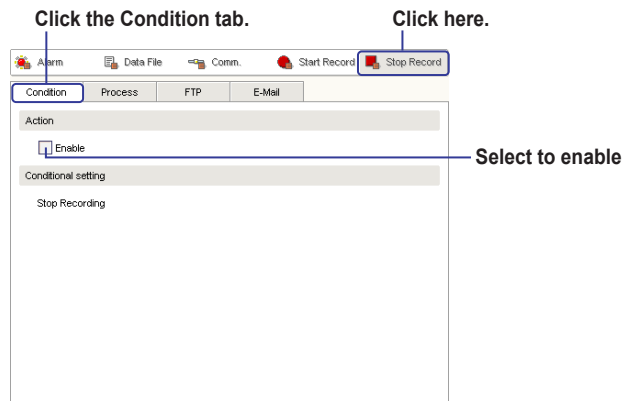 Click the Condition tab. Click here.
Alarm Data File Comm. Start Record Stop Record
Condition Process FTP E-Mail
Action
Enable
Select to enable
Conditional setting
Stop Recording